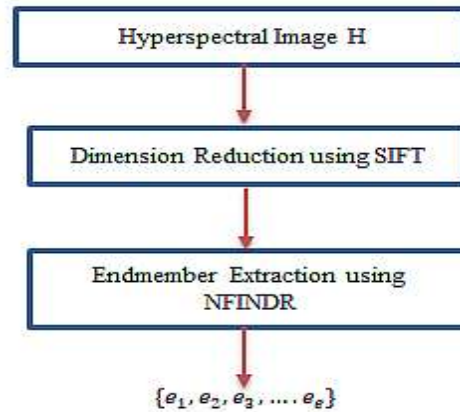 Hyperspectral Image H
Dimension Reduction using SIFT
Endmember Extraction using
NFINDR
{e₁, e₂, e₃, .... eₑ}